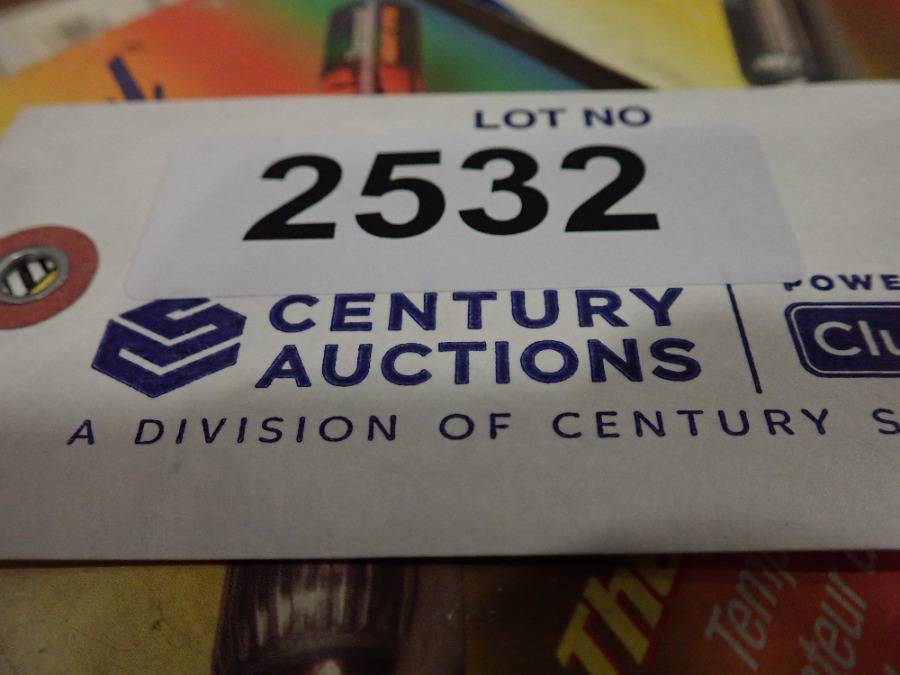 LOT NO
2532
CENTURY
AUCTIONS
A DIVISION OF CENTURY